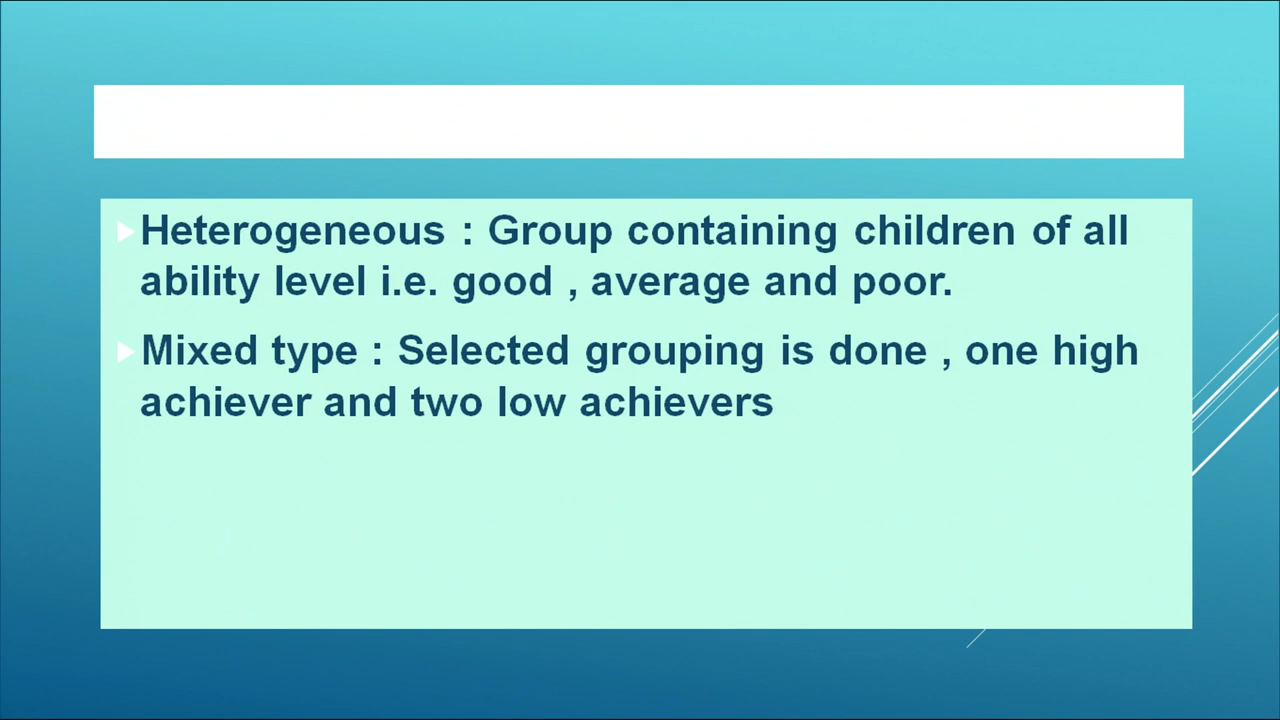 Heterogeneous : Group containing children of all
ability level i.e. good , average and poor.
Mixed type : Selected grouping is done , one high
achiever and two low achievers